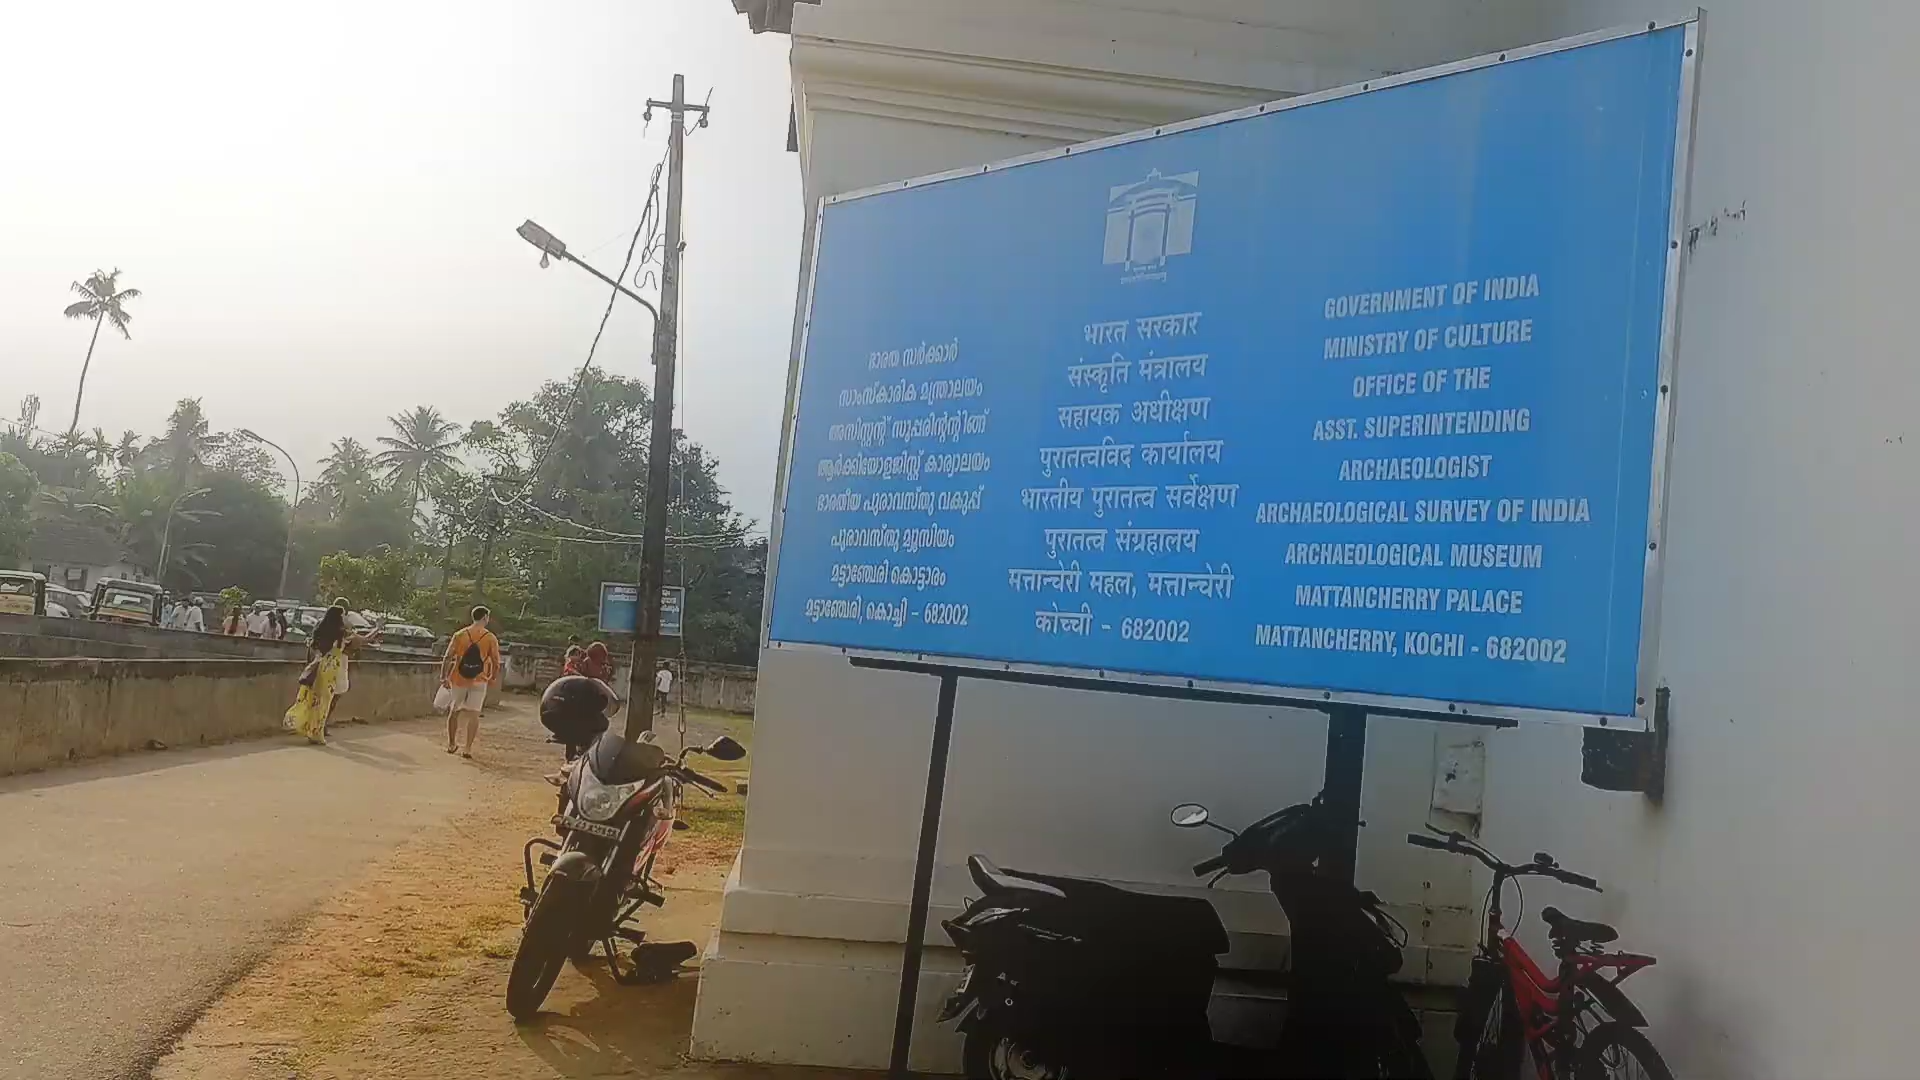 ഭാരത സർക്കാർ
സാംസ്കാരിക മന്ത്രാലയം
അസിസ്റ്റന്റ് സൂപ്പരിന്റന്റിങ്ങ്
ആർക്കിയോളജിസ്റ്റ് കാര്യാലയം
ഭാരതീയ പുരാവസ്തു വകുപ്പ്
പുരാവസ്തു മ്യൂസിയം
മട്ടാഞ്ചേരി കൊട്ടാരം
മട്ടാഞ്ചേരി, കൊച്ചി – 682002
भारत सरकार
संस्कृति मंत्रालय
सहायक अधीक्षण
पुरातत्वविद कार्यालय
भारतीय पुरातत्व सर्वेक्षण
पुरातत्व संग्रहालय
मत्तान्चेरी महल, मत्तान्चेरी
कोच्ची - 682002
GOVERNMENT OF INDIA
MINISTRY OF CULTURE
OFFICE OF THE
ASST. SUPERINTENDING
ARCHAEOLOGIST
ARCHAEOLOGICAL SURVEY OF INDIA
ARCHAEOLOGICAL MUSEUM
MATTANCHERRY PALACE
MATTANCHERRY, KOCHI - 682002